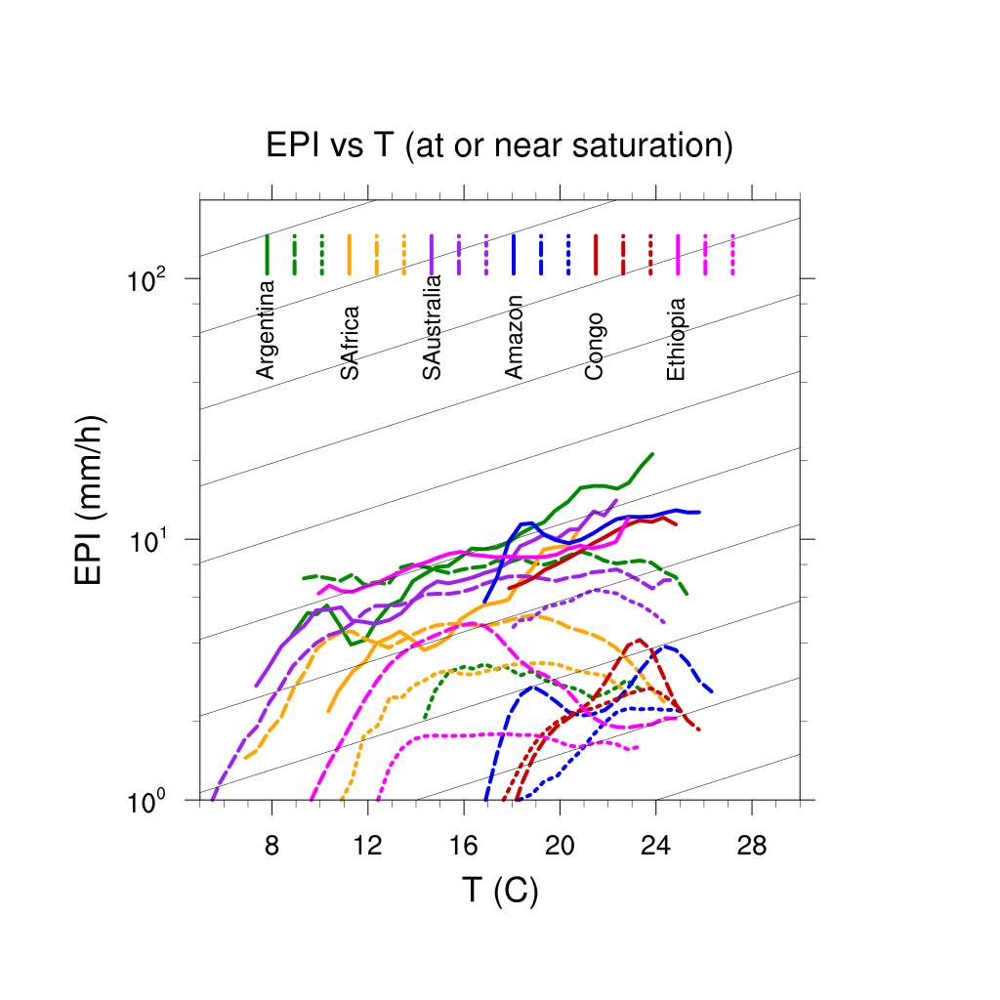 EPI vs T (at or near saturation)
EPI (mm/h)
10²
10¹
10⁰
Argentina
SAfrica
SAustralia
Amazon
Congo
Ethiopia
8 12 16 20 24 28
T (C)